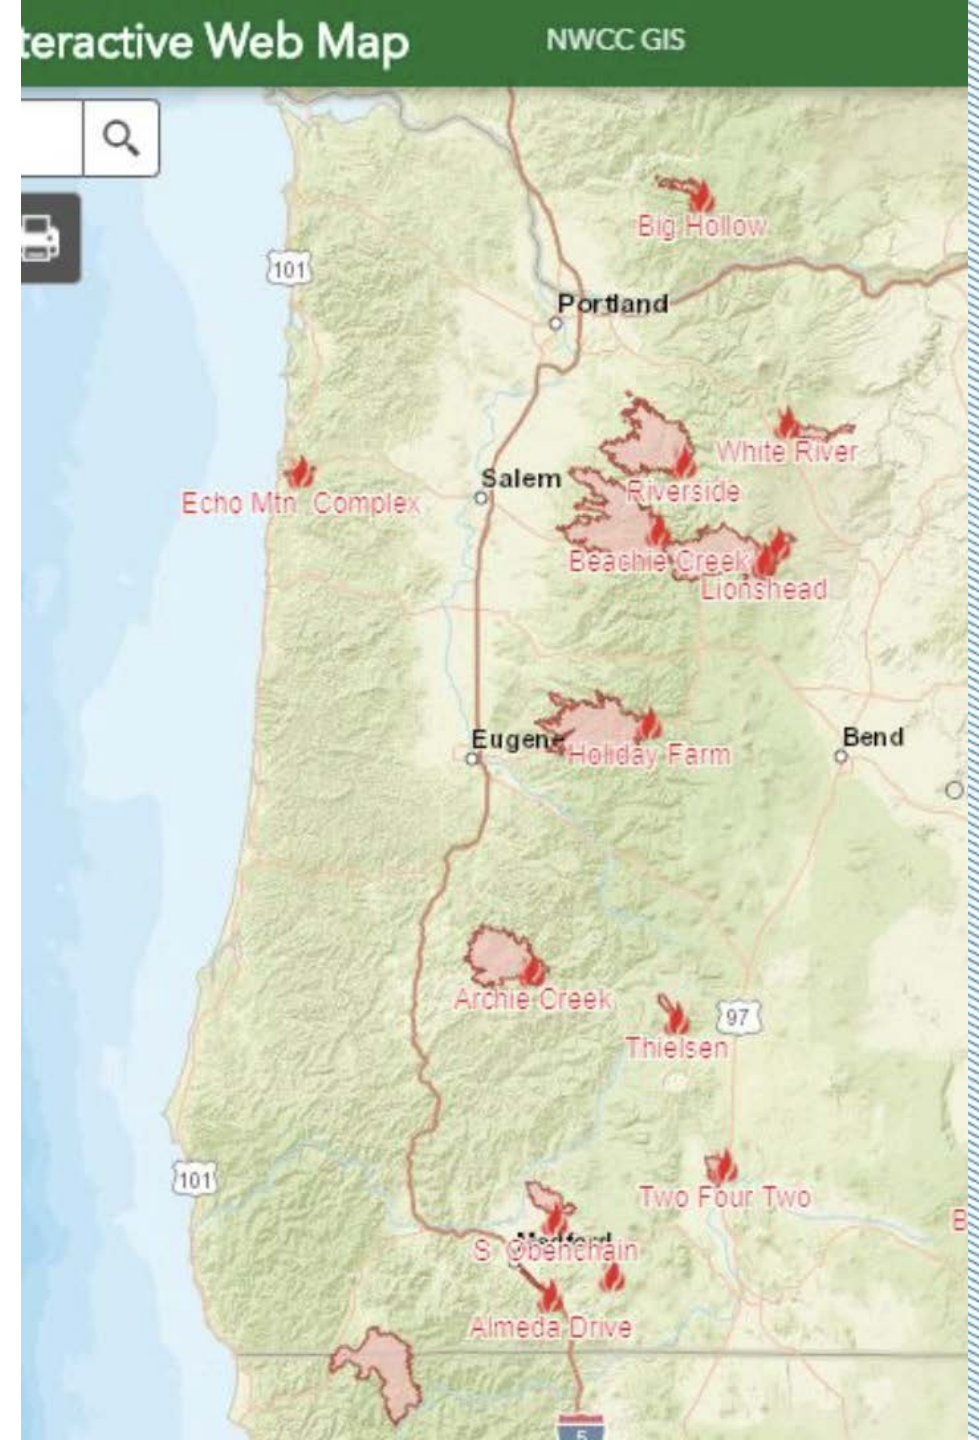 teractive Web Map
NWCC GIS
Big Hollow
101
Portland
White River
Salem
Riverside
Echo Mtn Complex
Beachie Creek
Lionshead
Eugene
Bend
Holiday Farm
Archie Creek
97
Thielsen
101
Two Four Two
B
Medford
S Obenchain
Almeda Drive
5